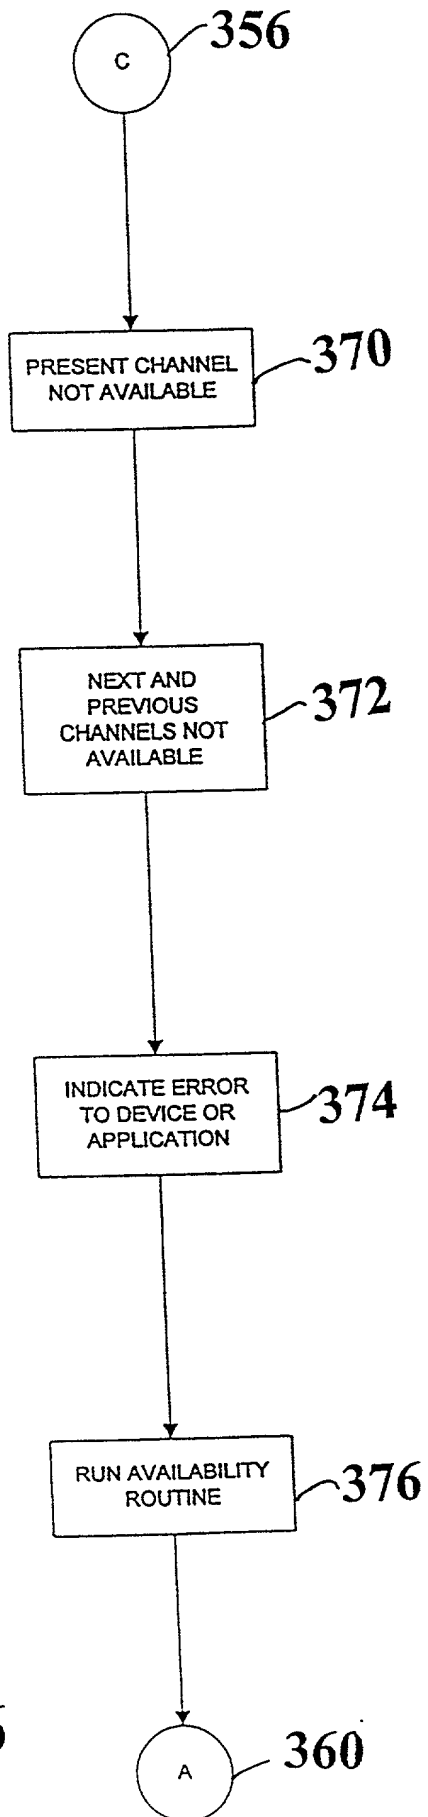 C
356
PRESENT CHANNEL
NOT AVAILABLE
370
NEXT AND
PREVIOUS
CHANNELS NOT
AVAILABLE
372
INDICATE ERROR
TO DEVICE OR
APPLICATION
374
RUN AVAILABILITY
ROUTINE
376
A
360